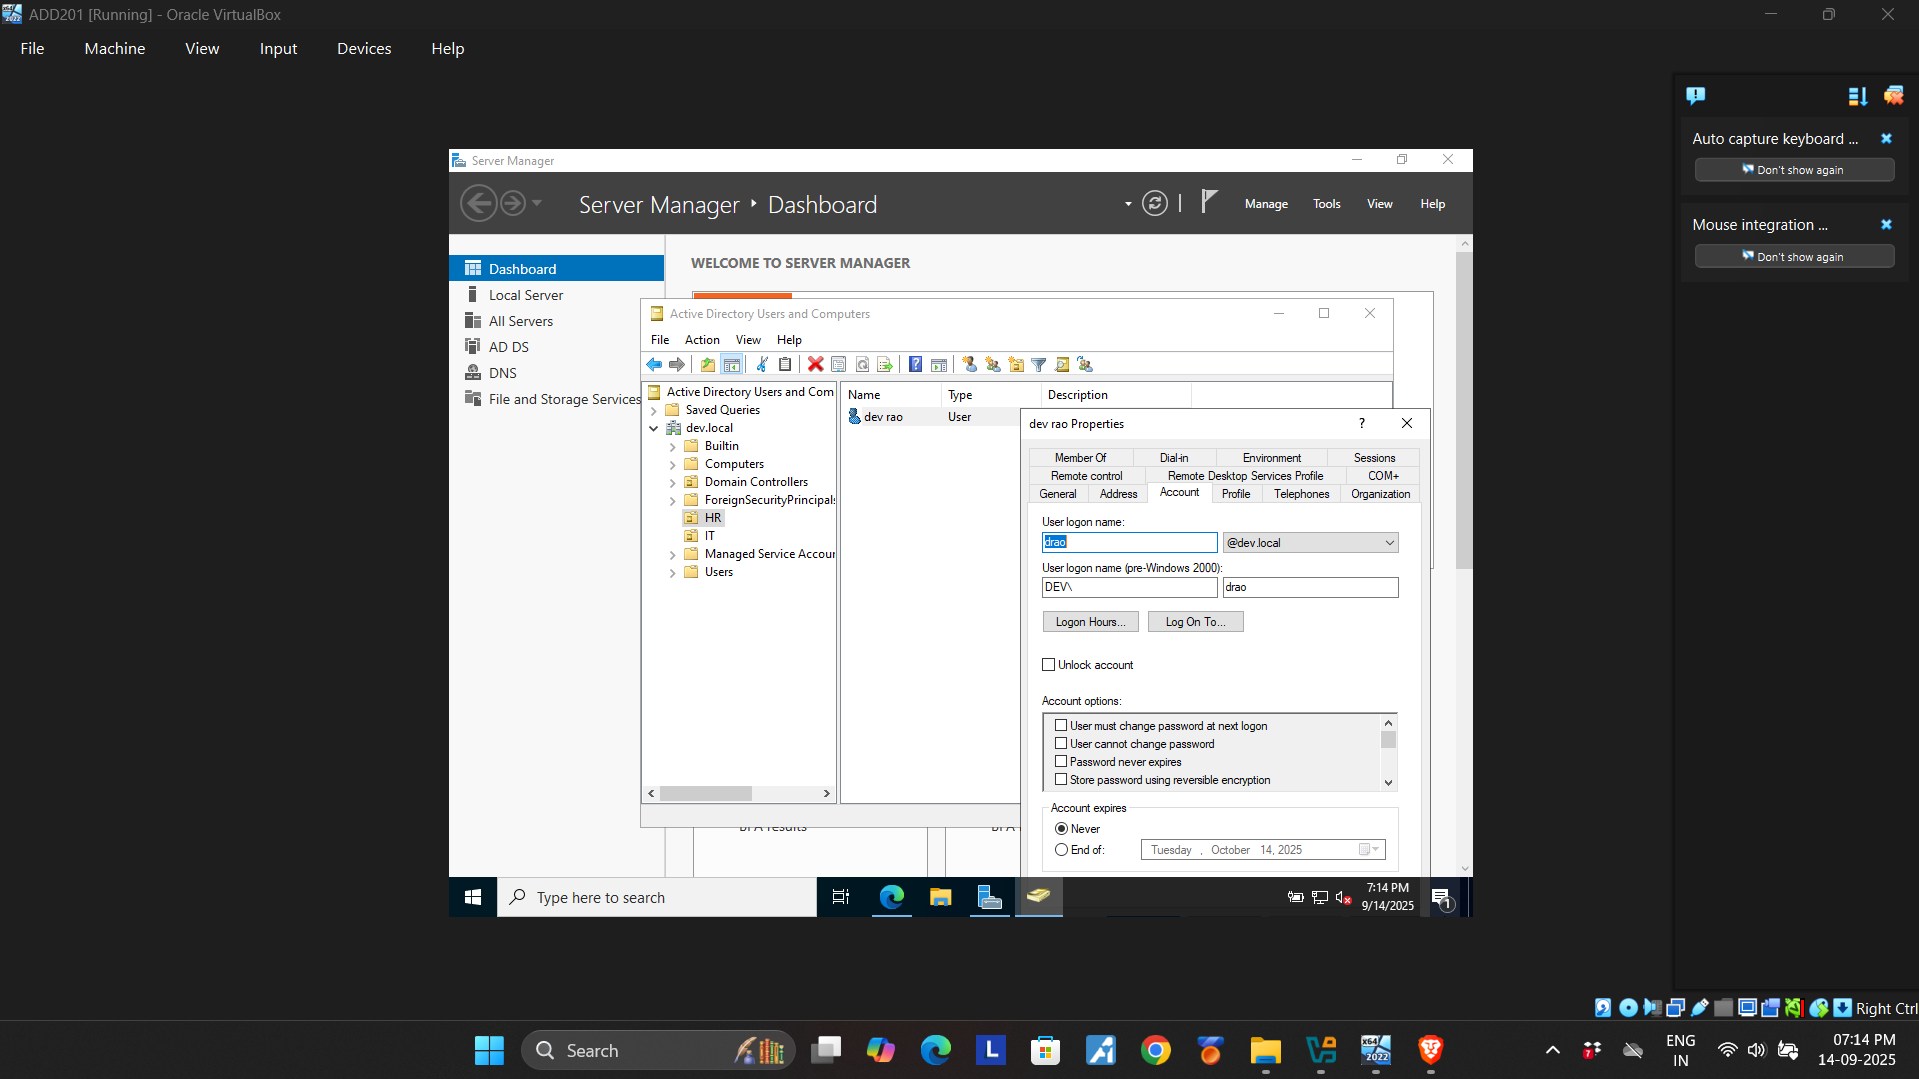 ADD201 [Running] - Oracle VirtualBox
File Machine View Input Devices Help
Auto capture keyboard ...
Don't show again
Mouse integration ...
Don't show again
Server Manager
Server Manager Dashboard
Manage Tools View Help
Dashboard
Local Server
All Servers
AD DS
DNS
File and Storage Services
WELCOME TO SERVER MANAGER
Active Directory Users and Computers
File Action View Help
Active Directory Users and Com
Saved Queries
dev.local
Builtin
Computers
Domain Controllers
ForeignSecurityPrincipals
HR
IT
Managed Service Accour
Users
Name Type Description
dev rao User
dev rao Properties
Member Of Dial-in Environment Sessions
Remote control Remote Desktop Services Profile COM+
General Address Account Profile Telephones Organization
User logon name:
drao @dev.local
User logon name (pre-Windows 2000):
DEV\ drao
Logon Hours... Log On To...
Unlock account
Account options:
User must change password at next logon
User cannot change password
Password never expires
Store password using reversible encryption
Account expires
Never
End of: Tuesday , October 14, 2025
BPA results
Type here to search
7:14 PM
9/14/2025
1
Right Ctrl
Search
L
x64
2022
7
ENG
IN
07:14 PM
14-09-2025